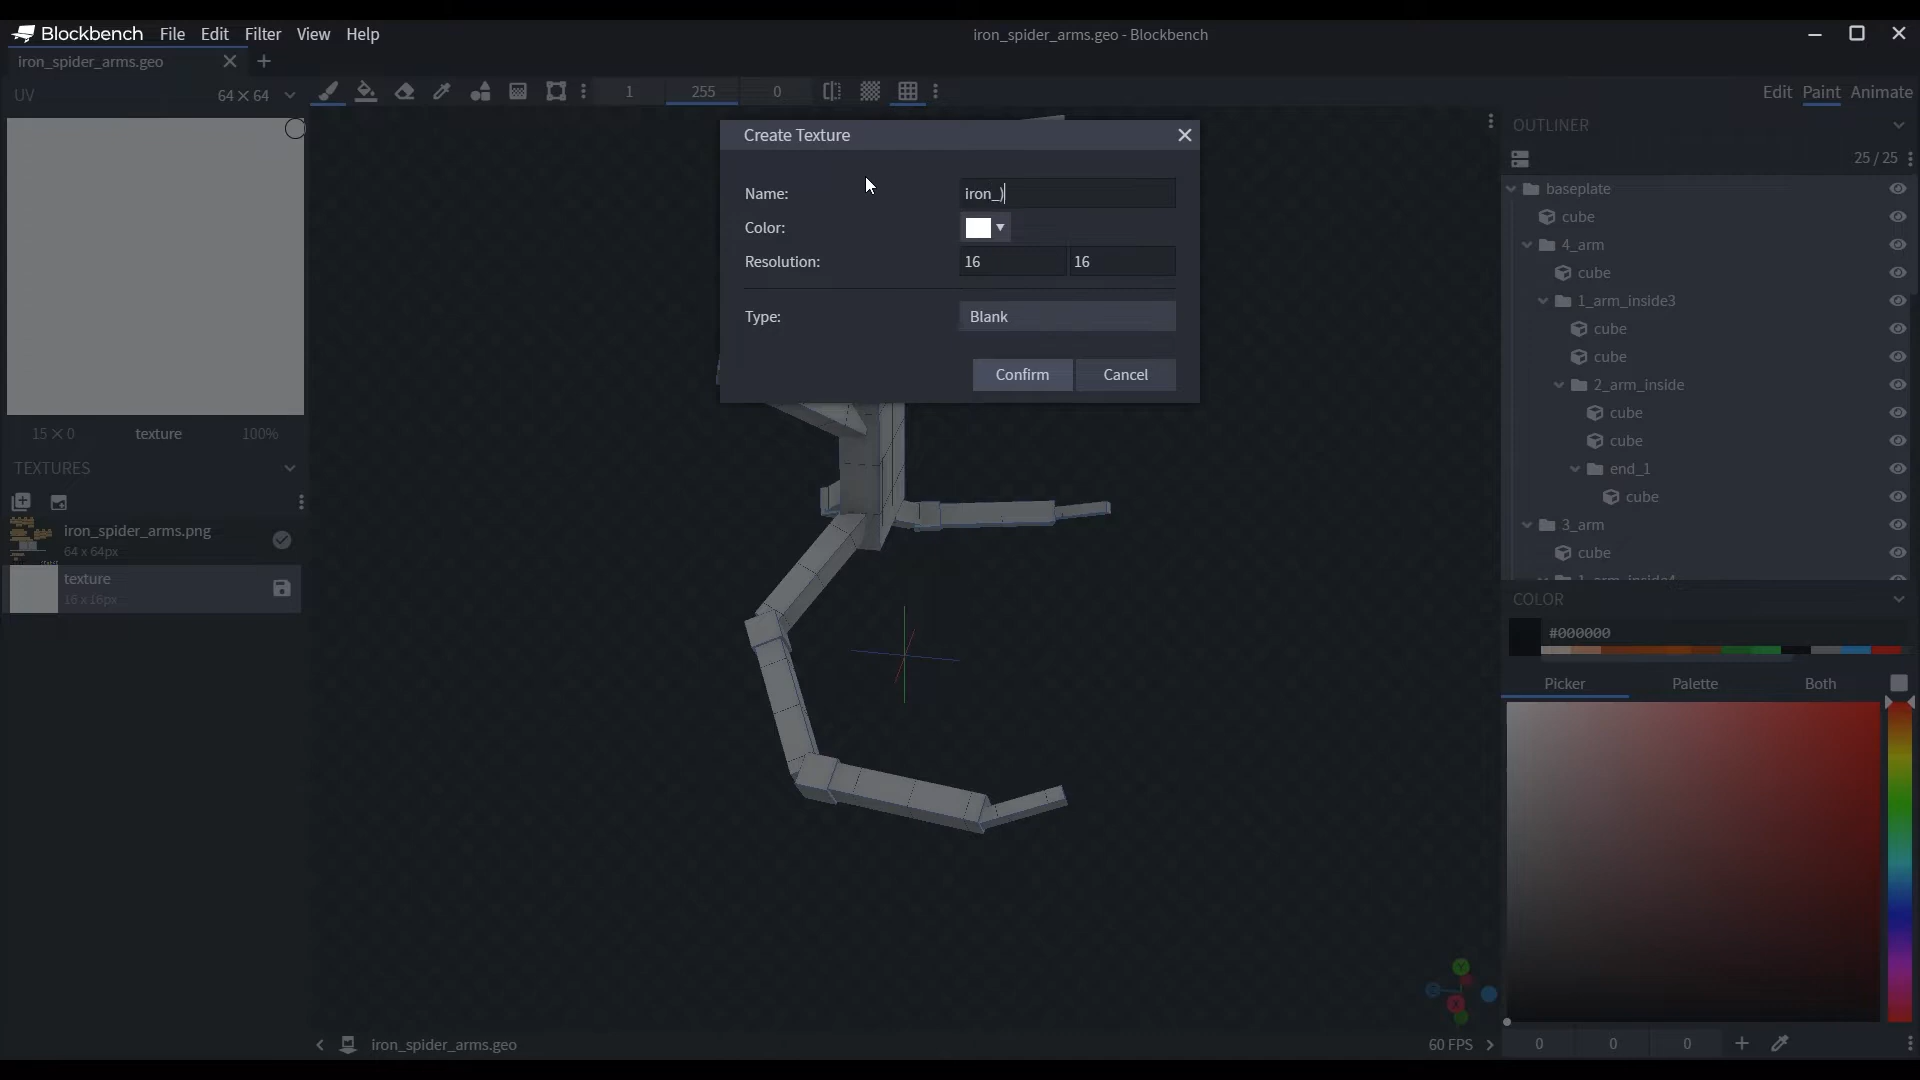 Blockbench File Edit Filter View Help
iron_spider_arms.geo - Blockbench
iron_spider_arms.geo
UV 64 × 64
1 255 0
Edit Paint Animate
Create Texture
Name: iron_)
Color:
Resolution: 16 16
Type: Blank
Confirm Cancel
15 × 0 texture 100%
TEXTURES
iron_spider_arms.png
64 x 64px
texture
16 x 16px
OUTLINER
25 / 25
baseplate
cube
4_arm
cube
1_arm_inside3
cube
cube
2_arm_inside
cube
cube
end_1
cube
3_arm
cube
1_arm_inside4
COLOR
#000000
Picker Palette Both
Y
X
iron_spider_arms.geo
60 FPS
0 0 0